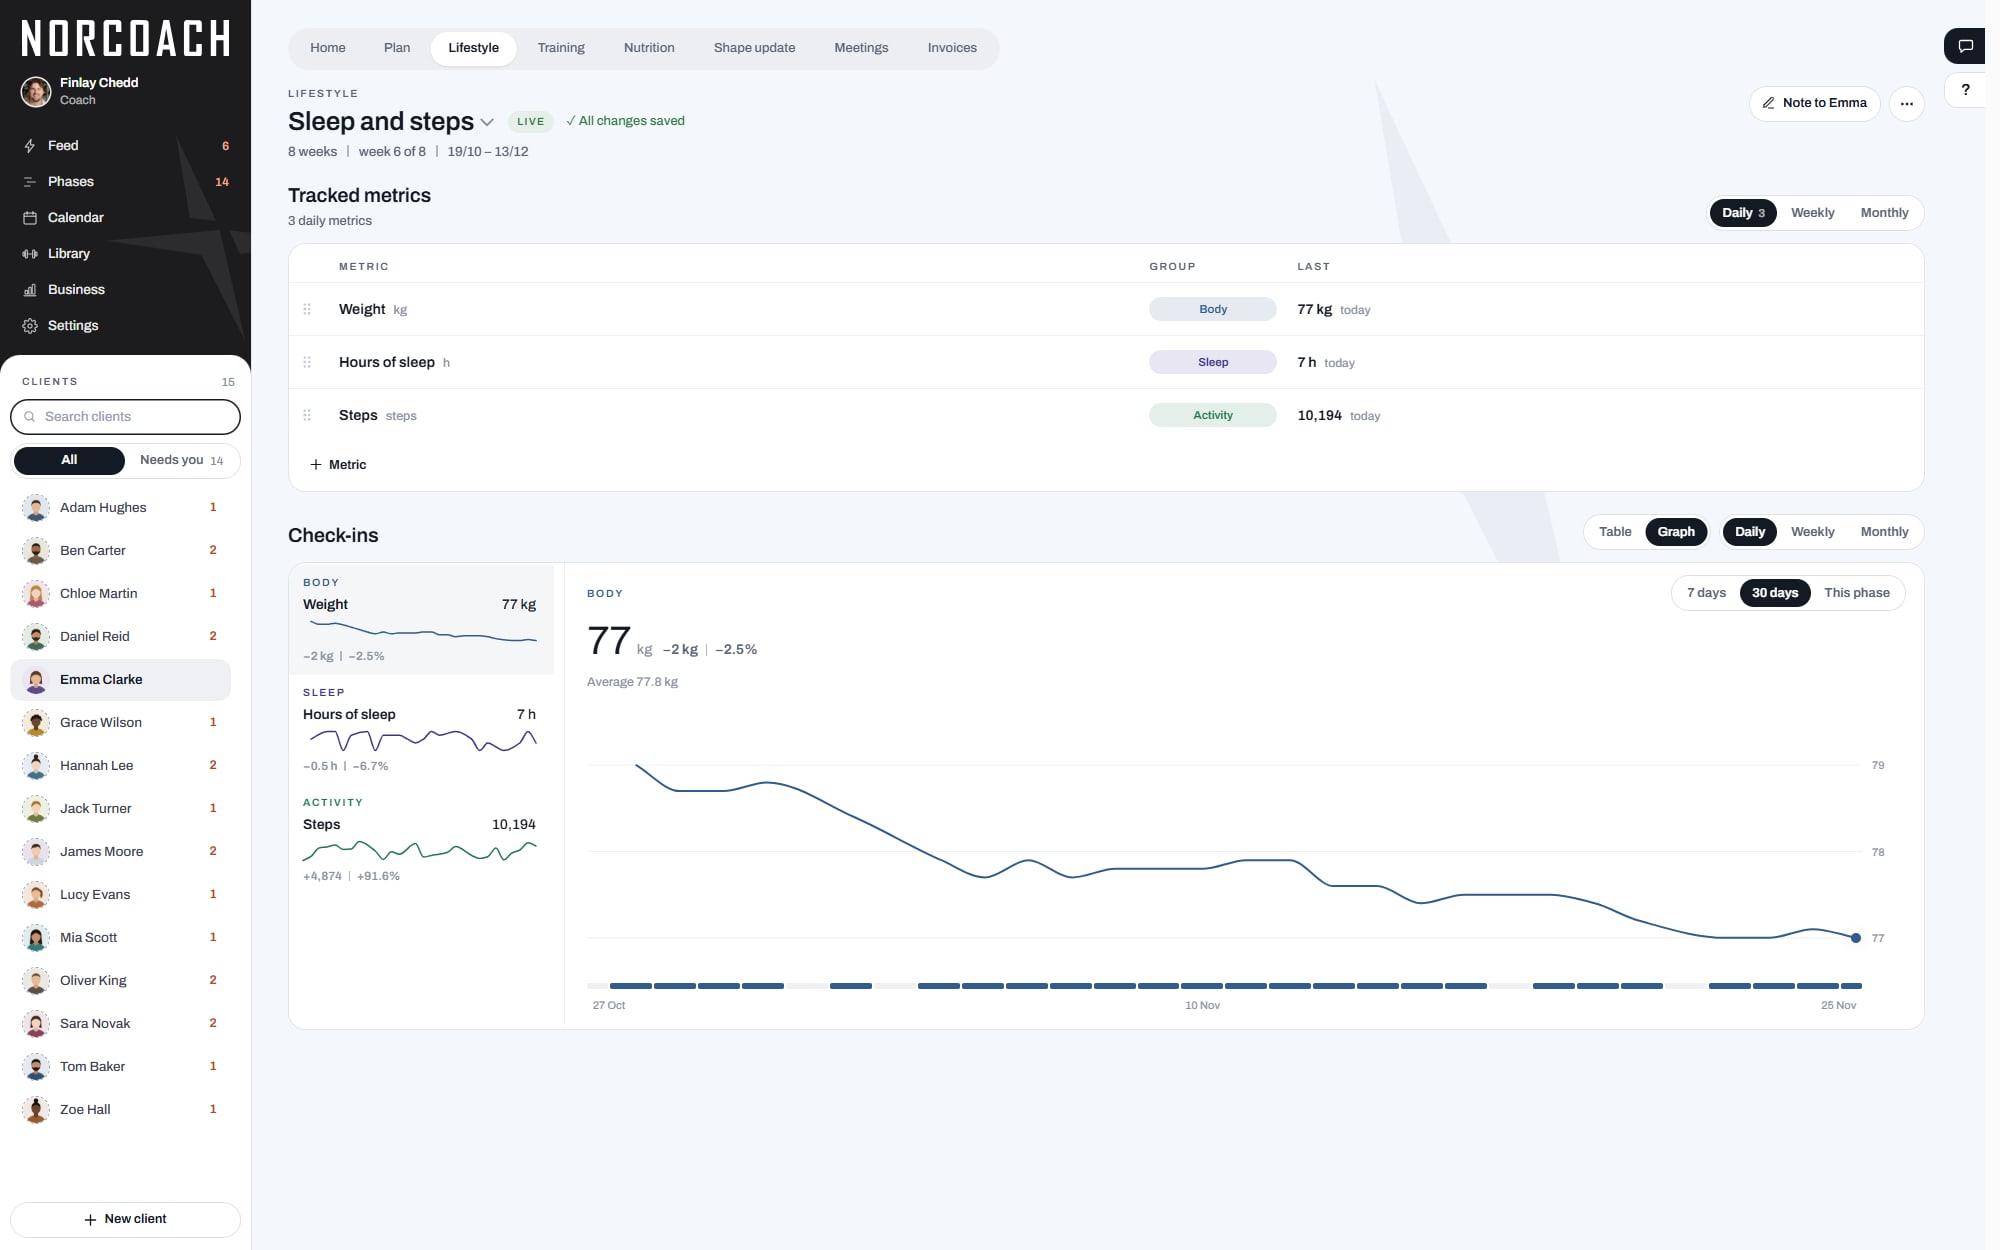 NORCOACH
Finlay Chedd
Coach
Feed 6
Phases 14
Calendar
Library
Business
Settings
CLIENTS 15
Search clients
All Needs you 14
Adam Hughes 1
Ben Carter 2
Chloe Martin 1
Daniel Reid 2
Emma Clarke
Grace Wilson 1
Hannah Lee 2
Jack Turner 1
James Moore 2
Lucy Evans 1
Mia Scott 1
Oliver King 2
Sara Novak 2
Tom Baker 1
Zoe Hall 1
+ New client
Home Plan Lifestyle Training Nutrition Shape update Meetings Invoices
LIFESTYLE
Sleep and steps LIVE ✓ All changes saved
8 weeks | week 6 of 8 | 19/10 – 13/12
Note to Emma ...
?
Tracked metrics
3 daily metrics
Daily 3 Weekly Monthly
METRIC GROUP LAST
Weight kg Body 77 kg today
Hours of sleep h Sleep 7 h today
Steps steps Activity 10,194 today
+ Metric
Check-ins
Table Graph Daily Weekly Monthly
BODY
Weight 77 kg
−2 kg | −2.5%
SLEEP
Hours of sleep 7 h
−0.5 h | −6.7%
ACTIVITY
Steps 10,194
+4,874 | +91.6%
BODY
7 days 30 days This phase
77 kg −2 kg | −2.5%
Average 77.8 kg
79
78
77
27 Oct 10 Nov 25 Nov